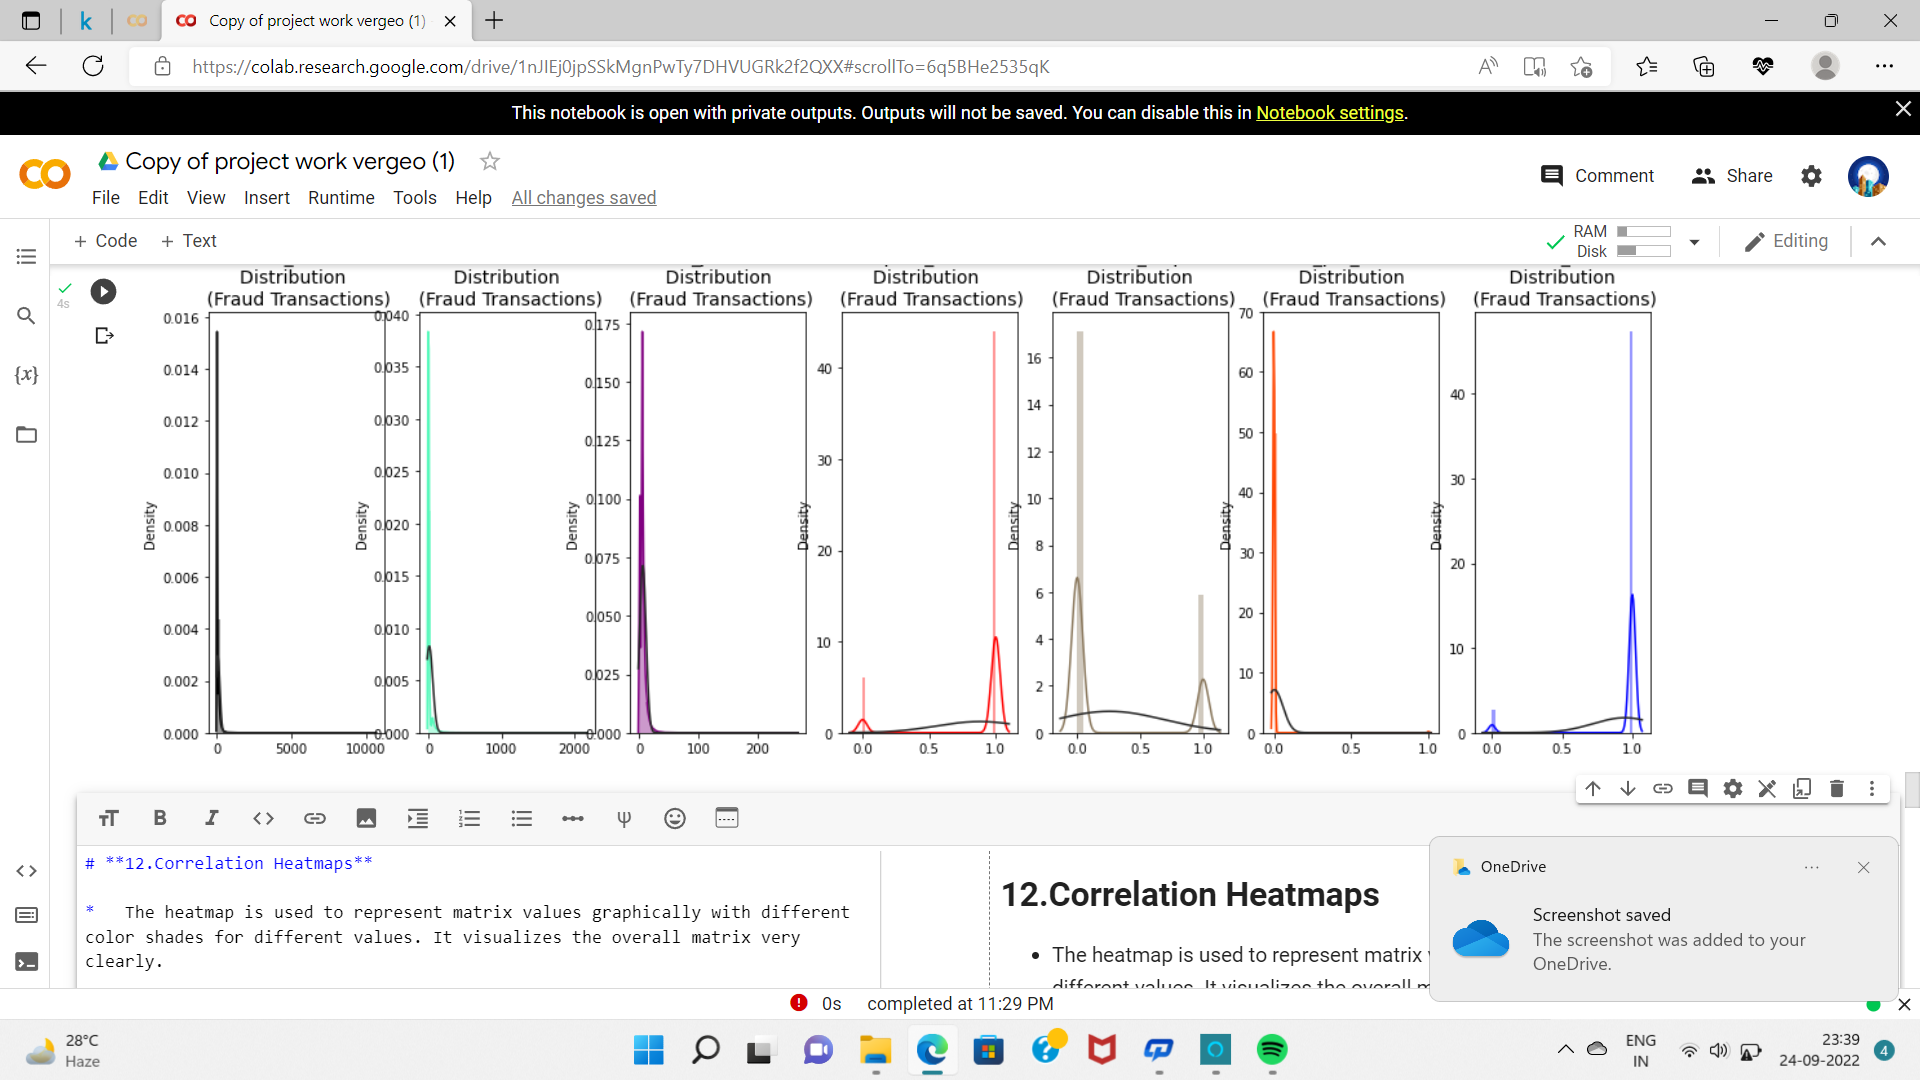 Copy of project work vergeo (1)
https://colab.research.google.com/drive/1nJIEj0jpSSkMgnPwTy7DHVUGRk2f2QXX#scrollTo=6q5BHe2535qK
This notebook is open with private outputs. Outputs will not be saved. You can disable this in Notebook settings.
Copy of project work vergeo (1)
Comment Share
File Edit View Insert Runtime Tools Help All changes saved
+ Code + Text
RAM
Disk
Editing
4s
{x}
Distribution Distribution Distribution Distribution Distribution Distribution Distribution
(Fraud Transactions) (Fraud Transactions) (Fraud Transactions) (Fraud Transactions) (Fraud Transactions) (Fraud Transactions) (Fraud Transactions)
Density
0.016
0.014
0.012
0.010
0.008
0.006
0.004
0.002
0.000
0 5000 10000
Density
0.040
0.035
0.030
0.025
0.020
0.015
0.010
0.005
0.000
0 1000 2000
Density
0.175
0.150
0.125
0.100
0.075
0.050
0.025
0.000
0 100 200
Density
40
30
20
10
0
0.0 0.5 1.0
Density
16
14
12
10
8
6
4
2
0
0.0 0.5 1.0
Density
70
60
50
40
30
20
10
0
0.0 0.5 1.0
Density
40
30
20
10
0
0.0 0.5 1.0
# **12.Correlation Heatmaps**
* The heatmap is used to represent matrix values graphically with different
color shades for different values. It visualizes the overall matrix very
clearly.
12.Correlation Heatmaps
• The heatmap is used to represent matrix
different values. It visualizes the overall
OneDrive
Screenshot saved
The screenshot was added to your
OneDrive.
0s completed at 11:29 PM
28°C
Haze
ENG
IN
23:39
24-09-2022
4